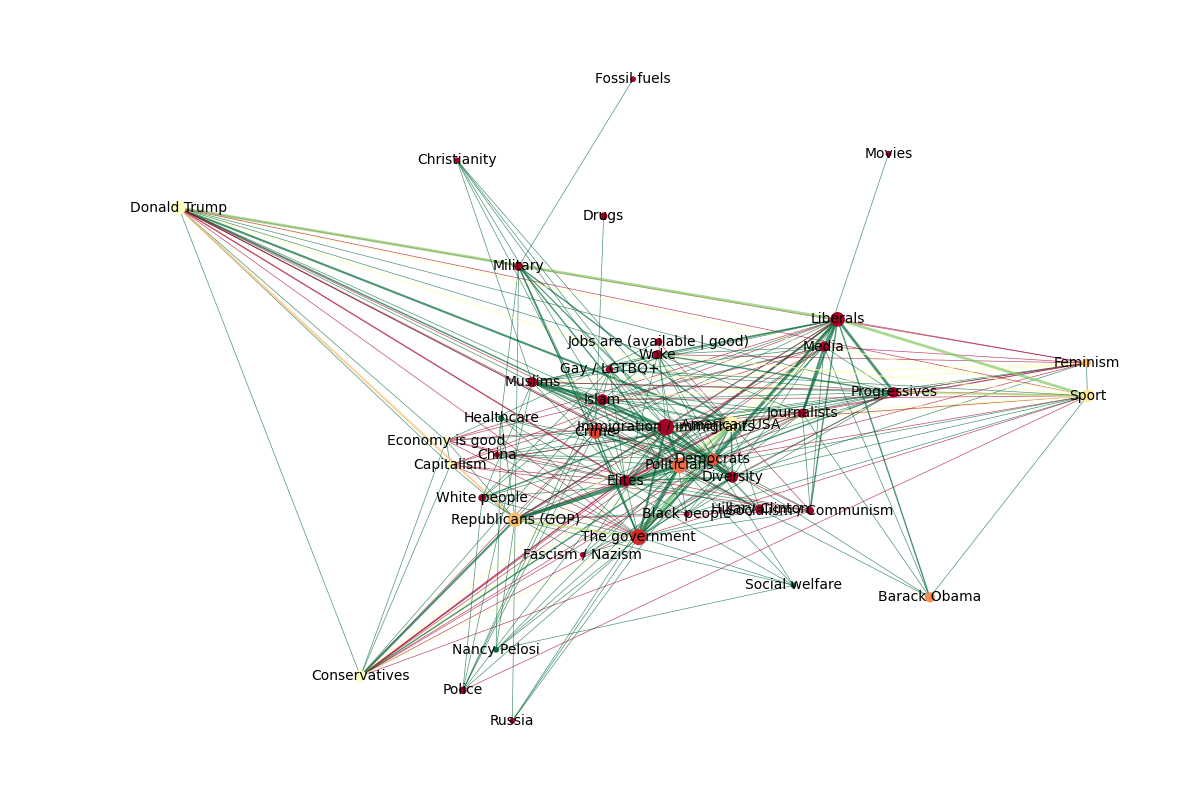 Fossil fuels
Movies
Christianity
Donald Trump
Drugs
Military
Liberals
Jobs are (available | good)
Media
Woke
Feminism
Gay / LGTBQ+
Muslims
Progressives
Sport
Islam
Journalists
Healthcare
America / USA
Immigration / immigrants
Crime
Economy is good
China
Democrats
Capitalism
Politicians
Diversity
Elites
White people
Hillary Clinton
Socialism / Communism
Black people
Republicans (GOP)
The government
Fascism / Nazism
Social welfare
Barack Obama
Nancy Pelosi
Conservatives
Police
Russia